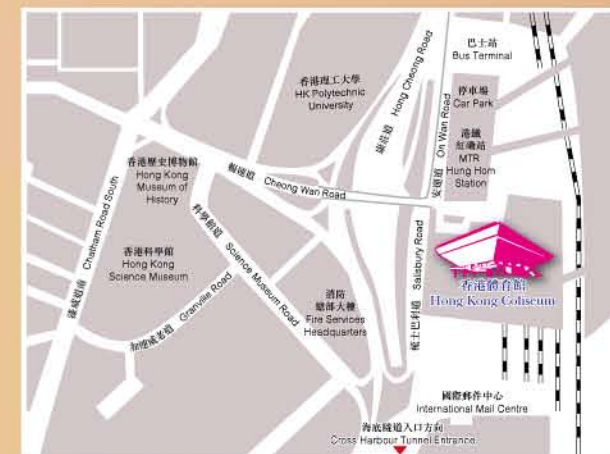 巴士站
Bus Terminal
康莊道 Hong Cheong Road
香港理工大學
HK Polytechnic
University
停車場
Car Park
安運道 On Wan Road
港鐵
紅磡站
MTR
Hung Hom
Station
香港歷史博物館
Hong Kong
Museum of
History
暢運道 Cheong Wan Road
漆咸道南 Chatham Road South
科學館道 Science Museum Road
香港科學館
Hong Kong
Science Museum
加連威老道 Granville Road
消防
總部大樓
Fire Services
Headquarters
梳士巴利道 Salisbury Road
香港體育館
Hong Kong Coliseum
國際郵件中心
International Mail Centre
海底隧道入口方向
Cross Harbour Tunnel Entrance